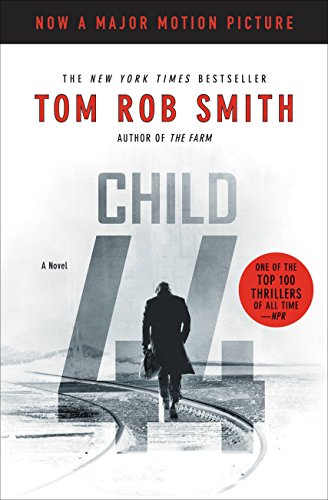 NOW A MAJOR MOTION PICTURE
THE NEW YORK TIMES BESTSELLER
TOM ROB SMITH
AUTHOR OF THE FARM
CHILD
44
A Novel
ONE OF THE
TOP 100
THRILLERS
OF ALL TIME
—NPR